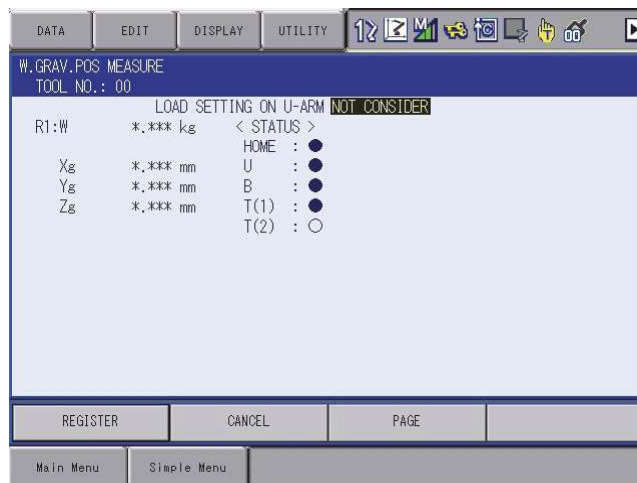 DATA EDIT DISPLAY UTILITY
W.GRAV.POS MEASURE
TOOL NO.: 00
LOAD SETTING ON U-ARM NOT CONSIDER
R1:W *.*** kg < STATUS >
HOME : ●
Xg *.*** mm U : ●
Yg *.*** mm B : ●
Zg *.*** mm T(1) : ●
T(2) : ○
REGISTER CANCEL PAGE
Main Menu Simple Menu